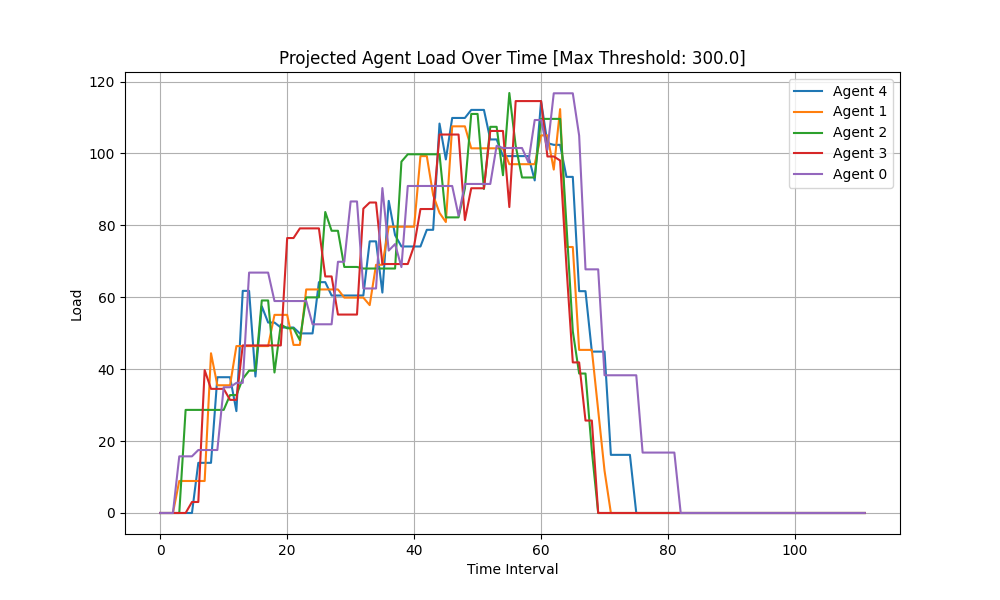 Projected Agent Load Over Time [Max Threshold: 300.0]
Load
120
100
80
60
40
20
0
Agent 4
Agent 1
Agent 2
Agent 3
Agent 0
0 20 40 60 80 100
Time Interval